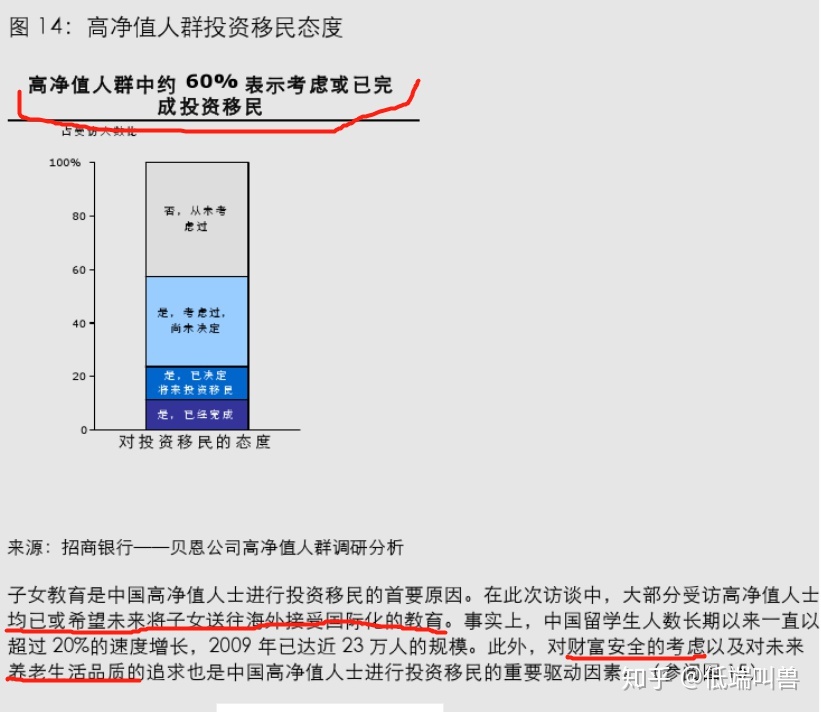 图 14：高净值人群投资移民态度
高净值人群中约 60% 表示考虑或已完
成投资移民
占受访人数比
100%
否，从未考
虑过
80
60
是，考虑过，
尚未决定
40
20
是，已决定
将来投资移民
是，已经完成
0
对投资移民的态度
来源：招商银行——贝恩公司高净值人群调研分析
子女教育是中国高净值人士进行投资移民的首要原因。在此次访谈中，大部分受访高净值人士
均已或希望未来将子女送往海外接受国际化的教育。事实上，中国留学生人数长期以来一直以
超过 20%的速度增长，2009 年已达近 23 万人的规模。此外，对财富安全的考虑以及对未来
养老生活品质的追求也是中国高净值人士进行投资移民的重要驱动因素
知乎 @低端叫兽